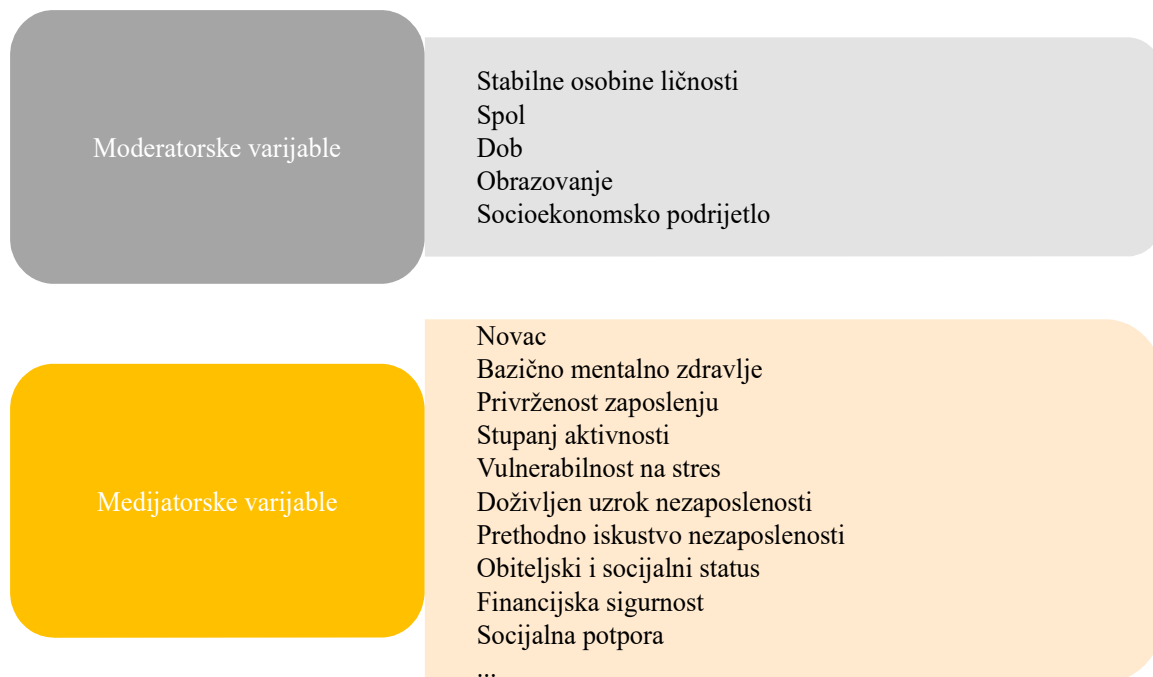 Moderatorske varijable
Stabilne osobine ličnosti
Spol
Dob
Obrazovanje
Socioekonomsko podrijetlo
Medijatorske varijable
Novac
Bazično mentalno zdravlje
Privrženost zaposlenju
Stupanj aktivnosti
Vulnerabilnost na stres
Doživljen uzrok nezaposlenosti
Prethodno iskustvo nezaposlenosti
Obiteljski i socijalni status
Financijska sigurnost
Socijalna potpora
...